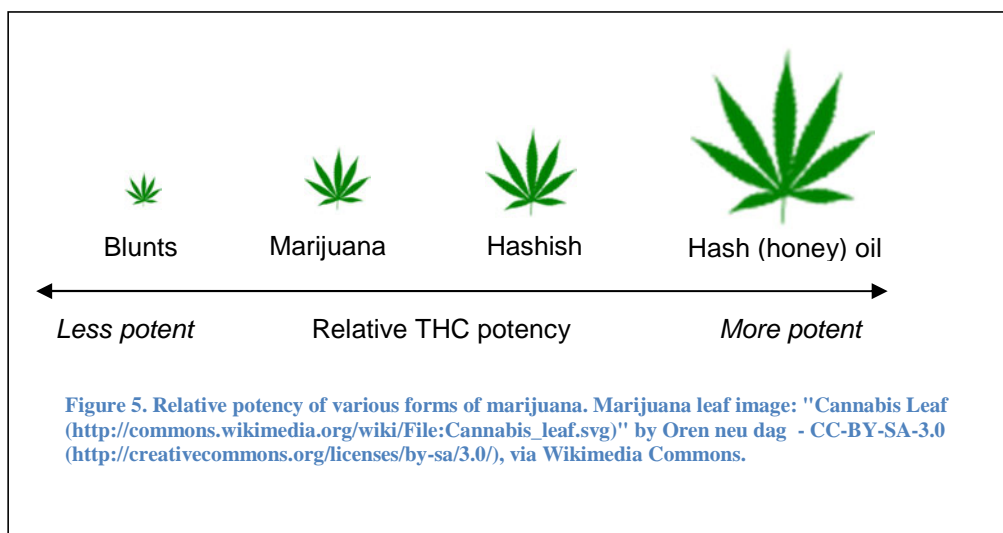 Blunts Marijuana Hashish Hash (honey) oil
Less potent Relative THC potency More potent
Figure 5. Relative potency of various forms of marijuana. Marijuana leaf image: "Cannabis Leaf
(http://commons.wikimedia.org/wiki/File:Cannabis_leaf.svg)" by Oren neu dag - CC-BY-SA-3.0
(http://creativecommons.org/licenses/by-sa/3.0/), via Wikimedia Commons.